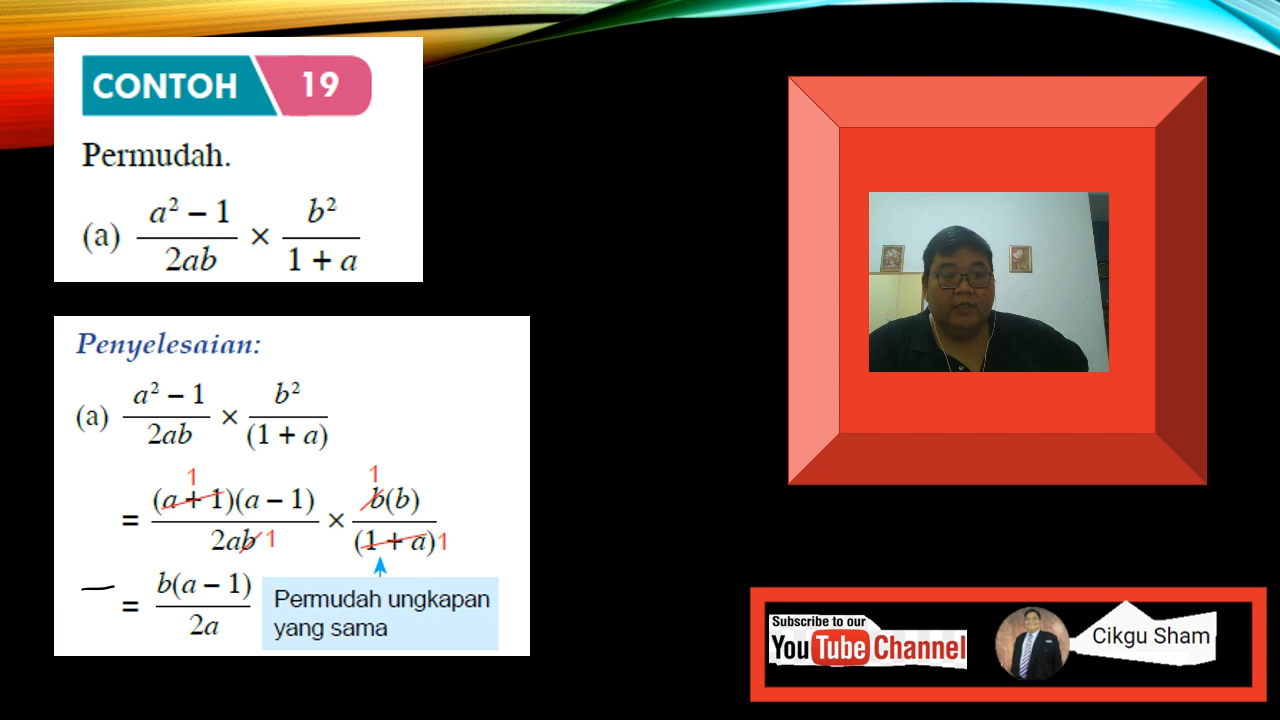 CONTOH 19
Permudah.
(a) a² – 1 / 2ab × b² / 1 + a
Penyelesaian:
(a) a² – 1 / 2ab × b² / (1 + a)
1 1
= (a + 1)(a – 1) / 2ab 1 × b(b) / (1 + a) 1
= b(a – 1) / 2a
Permudah ungkapan
yang sama
Subscribe to our
YouTube Channel
Cikgu Sham